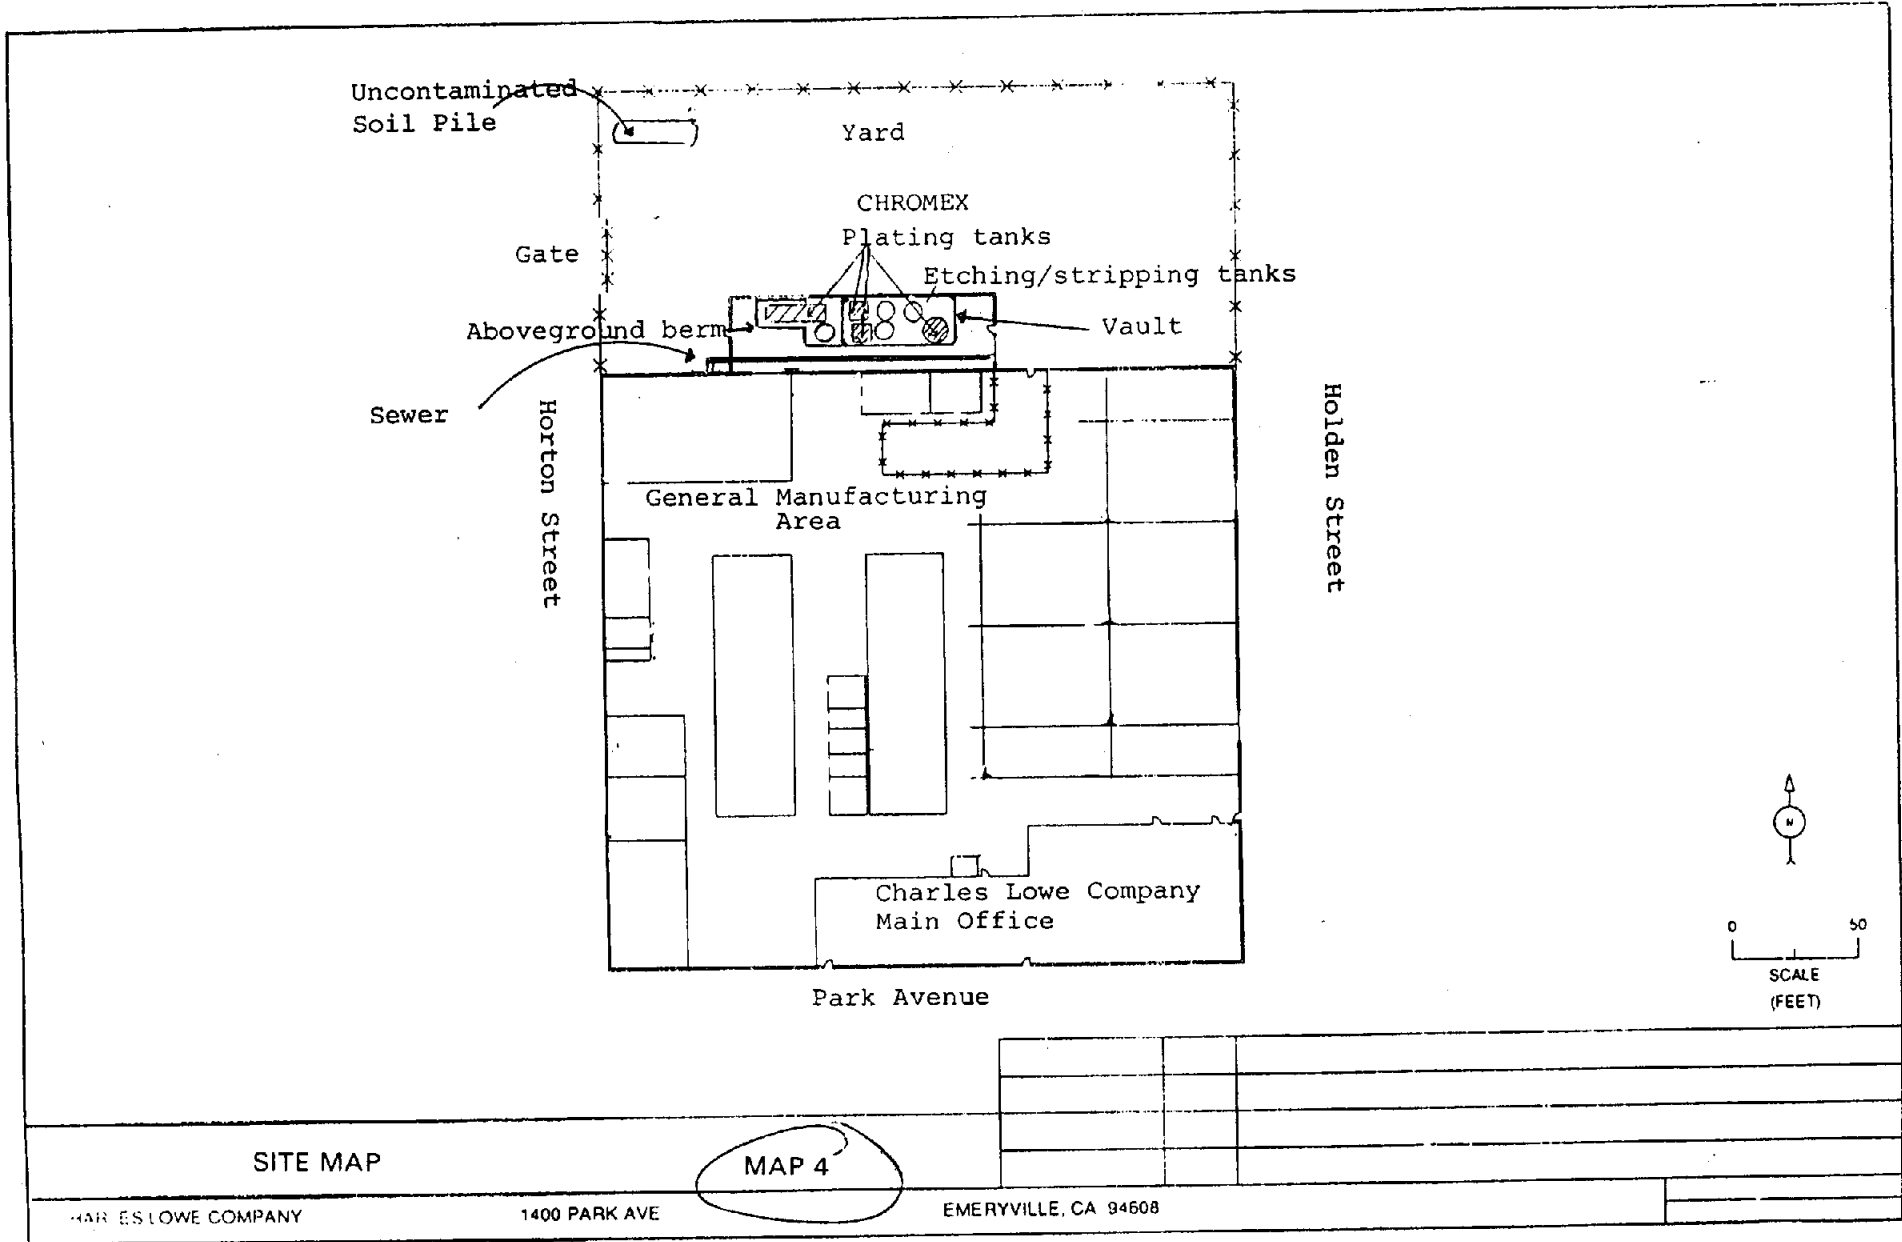 Uncontaminated
Soil Pile
Yard
CHROMEX
Plating tanks
Gate
Etching/stripping tanks
Aboveground berm
Vault
Sewer
Horton Street
Holden Street
General Manufacturing
Area
Charles Lowe Company
Main Office
Park Avenue
N
0 50
SCALE
(FEET)
SITE MAP
MAP 4
LOWE COMPANY
1400 PARK AVE
EMERYVILLE, CA 94608